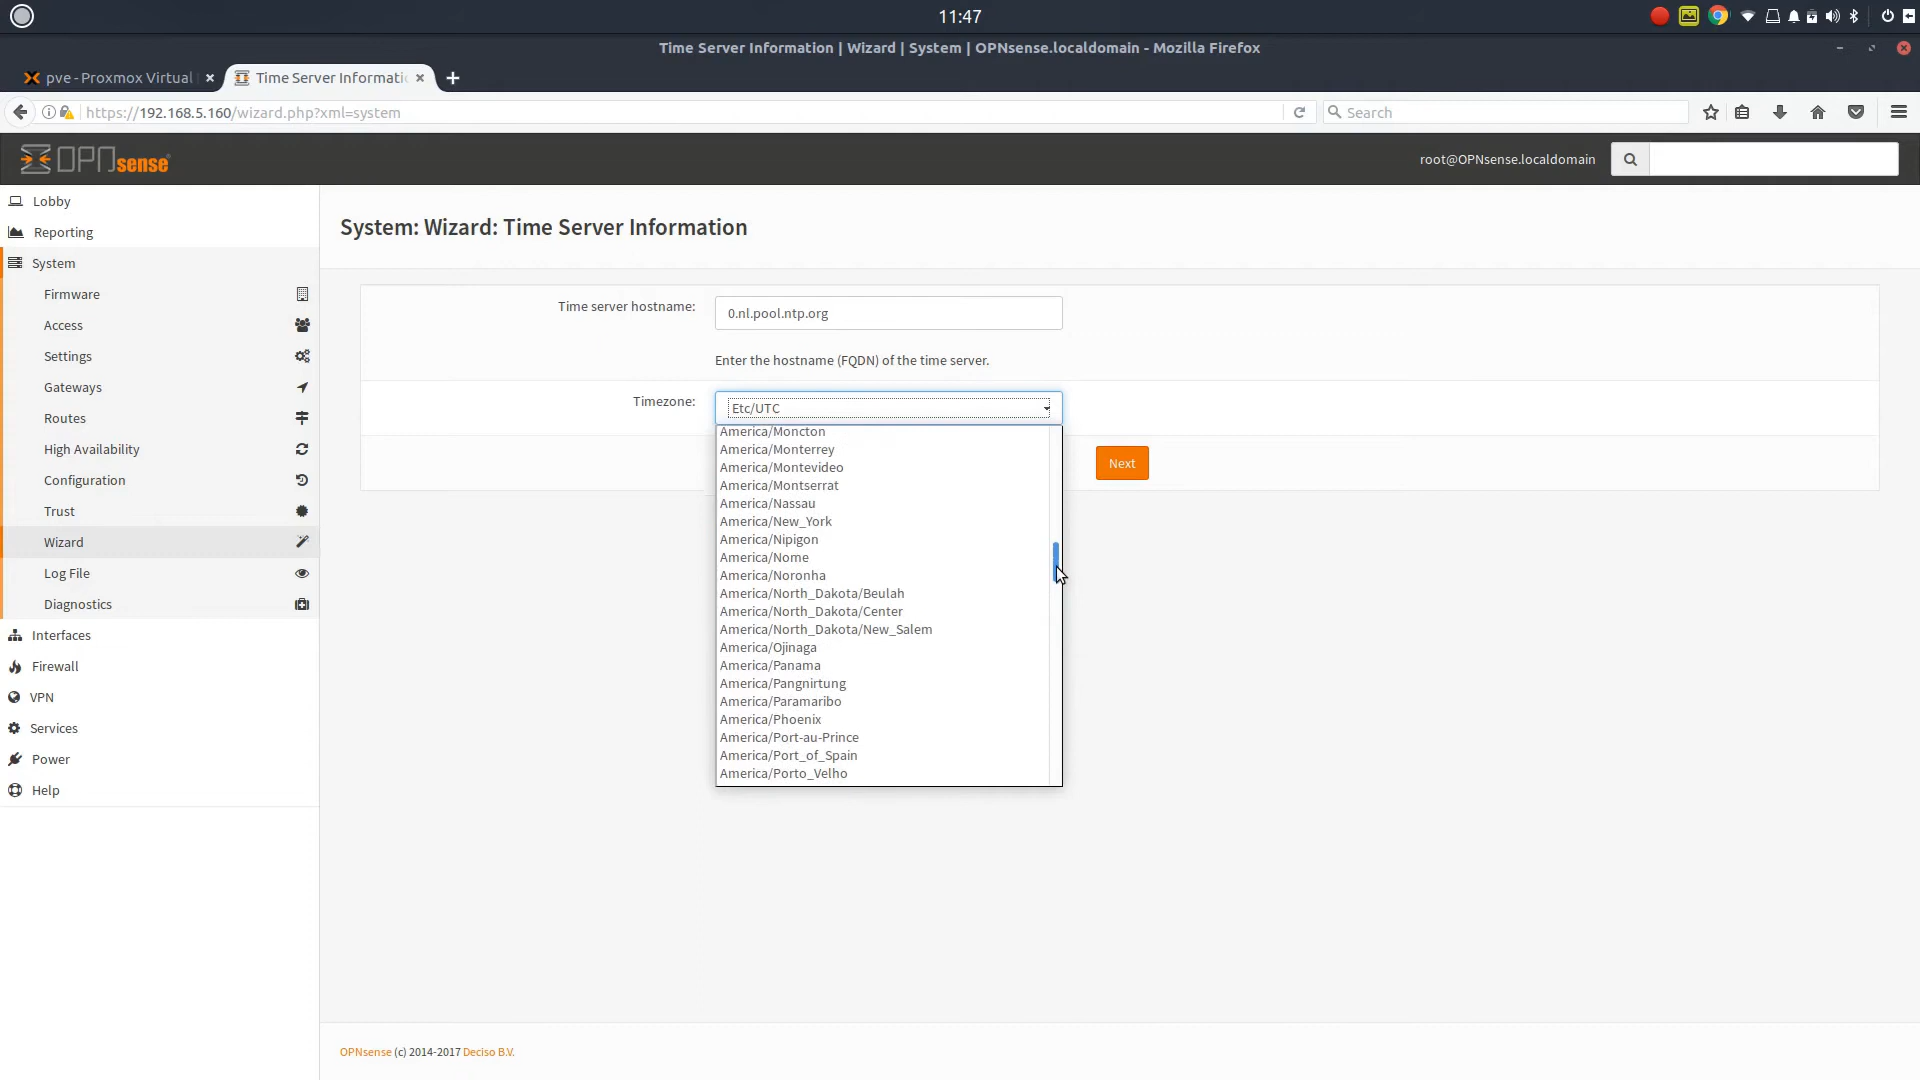 11:47
Time Server Information | Wizard | System | OPNsense.localdomain - Mozilla Firefox
pve - Proxmox Virtual
Time Server Informati
https://192.168.5.160/wizard.php?xml=system
Search
OPNsense
root@OPNsense.localdomain
Lobby
Reporting
System
Firmware
Access
Settings
Gateways
Routes
High Availability
Configuration
Trust
Wizard
Log File
Diagnostics
Interfaces
Firewall
VPN
Services
Power
Help
System: Wizard: Time Server Information
Time server hostname:
0.nl.pool.ntp.org
Enter the hostname (FQDN) of the time server.
Timezone:
Etc/UTC
America/Moncton
America/Monterrey
America/Montevideo
America/Montserrat
America/Nassau
America/New_York
America/Nipigon
America/Nome
America/Noronha
America/North_Dakota/Beulah
America/North_Dakota/Center
America/North_Dakota/New_Salem
America/Ojinaga
America/Panama
America/Pangnirtung
America/Paramaribo
America/Phoenix
America/Port-au-Prince
America/Port_of_Spain
America/Porto_Velho
Next
OPNsense (c) 2014-2017 Deciso B.V.